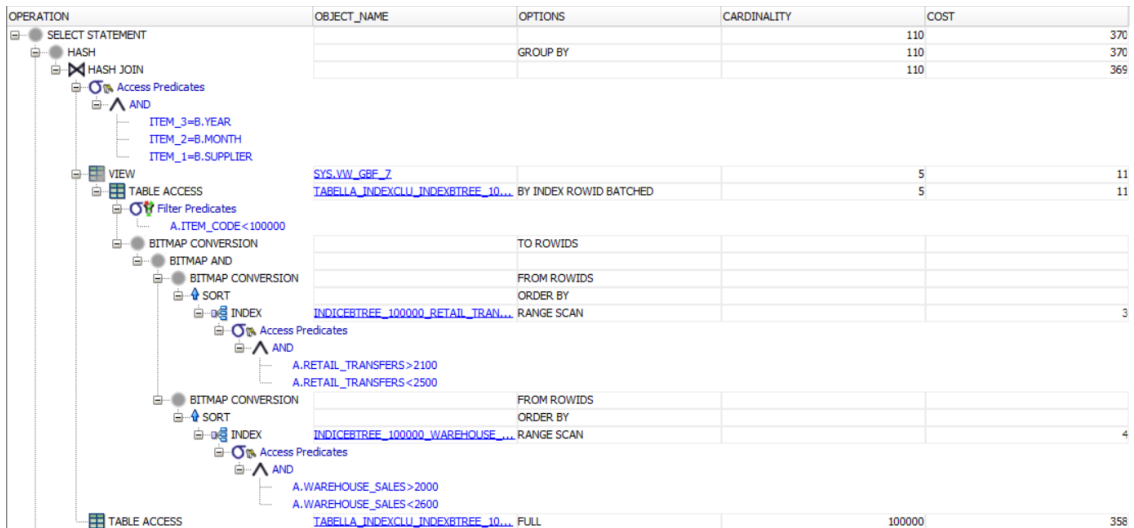 OPERATION OBJECT_NAME OPTIONS CARDINALITY COST
SELECT STATEMENT 110 370
HASH GROUP BY 110 370
HASH JOIN 110 369
Access Predicates
AND
ITEM_3=B.YEAR
ITEM_2=B.MONTH
ITEM_1=B.SUPPLIER
VIEW SYS.VW_GBF_7 5 11
TABLE ACCESS TABELLA_INDEXCLU_INDEXBTREE_10... BY INDEX ROWID BATCHED 5 11
Filter Predicates
A.ITEM_CODE<100000
BITMAP CONVERSION TO ROWIDS
BITMAP AND
BITMAP CONVERSION FROM ROWIDS
SORT ORDER BY
INDEX INDICEBTREE_100000_RETAIL_TRAN... RANGE SCAN 3
Access Predicates
AND
A.RETAIL_TRANSFERS>2100
A.RETAIL_TRANSFERS<2500
BITMAP CONVERSION FROM ROWIDS
SORT ORDER BY
INDEX INDICEBTREE_100000_WAREHOUSE_... RANGE SCAN 4
Access Predicates
AND
A.WAREHOUSE_SALES>2000
A.WAREHOUSE_SALES<2600
TABLE ACCESS TABELLA_INDEXCLU_INDEXBTREE_10... FULL 100000 358